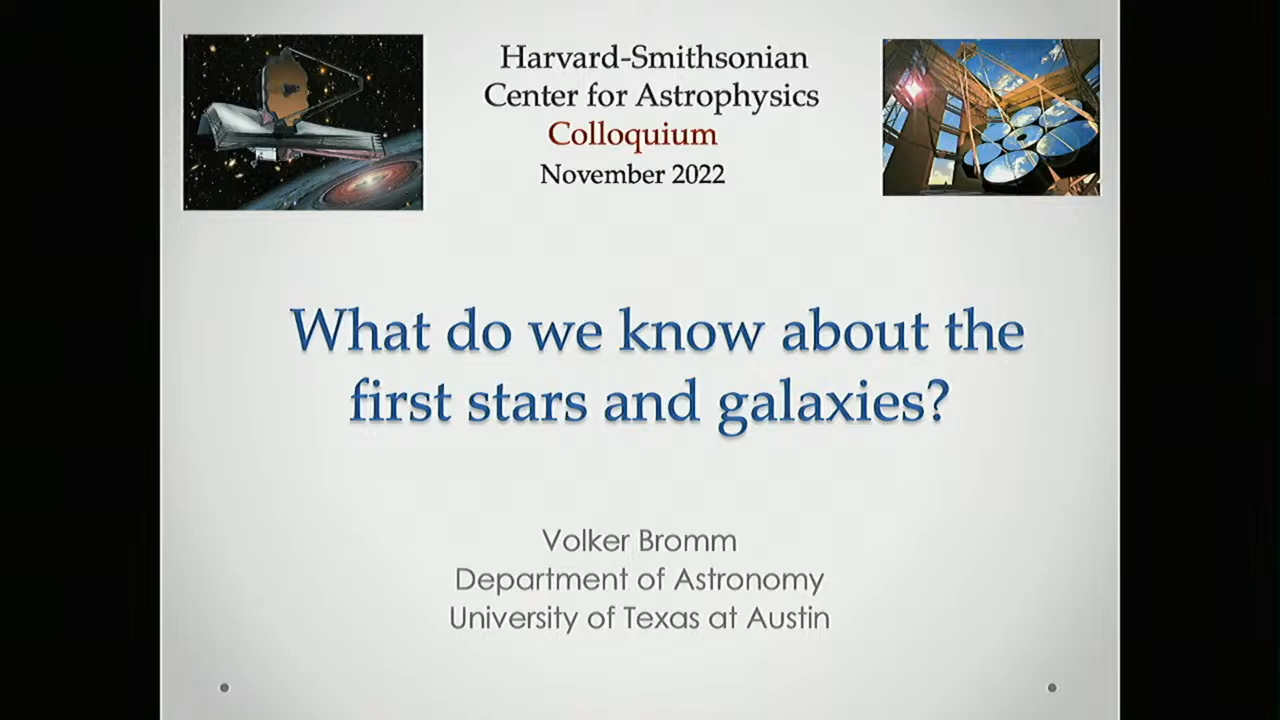 Harvard-Smithsonian
Center for Astrophysics
Colloquium
November 2022
What do we know about the
first stars and galaxies?
Volker Bromm
Department of Astronomy
University of Texas at Austin